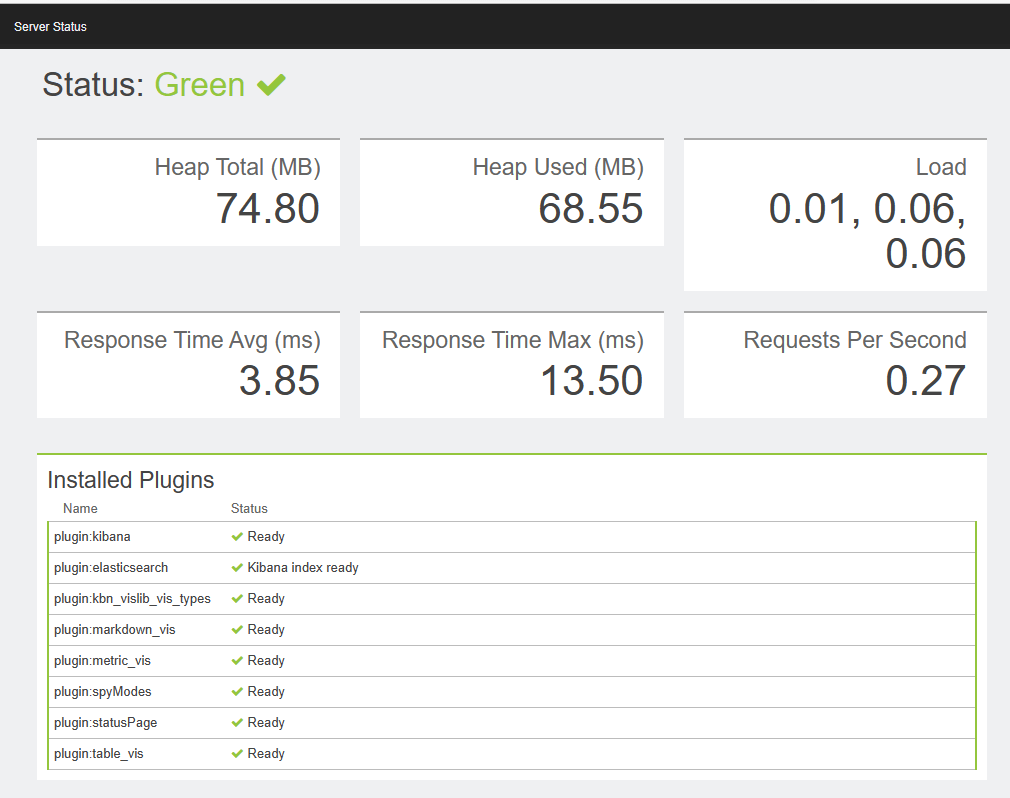 Server Status
Status: Green
Heap Total (MB)
74.80
Heap Used (MB)
68.55
Load
0.01, 0.06,
0.06
Response Time Avg (ms)
3.85
Response Time Max (ms)
13.50
Requests Per Second
0.27
Installed Plugins
Name Status
plugin:kibana Ready
plugin:elasticsearch Kibana index ready
plugin:kbn_vislib_vis_types Ready
plugin:markdown_vis Ready
plugin:metric_vis Ready
plugin:spyModes Ready
plugin:statusPage Ready
plugin:table_vis Ready